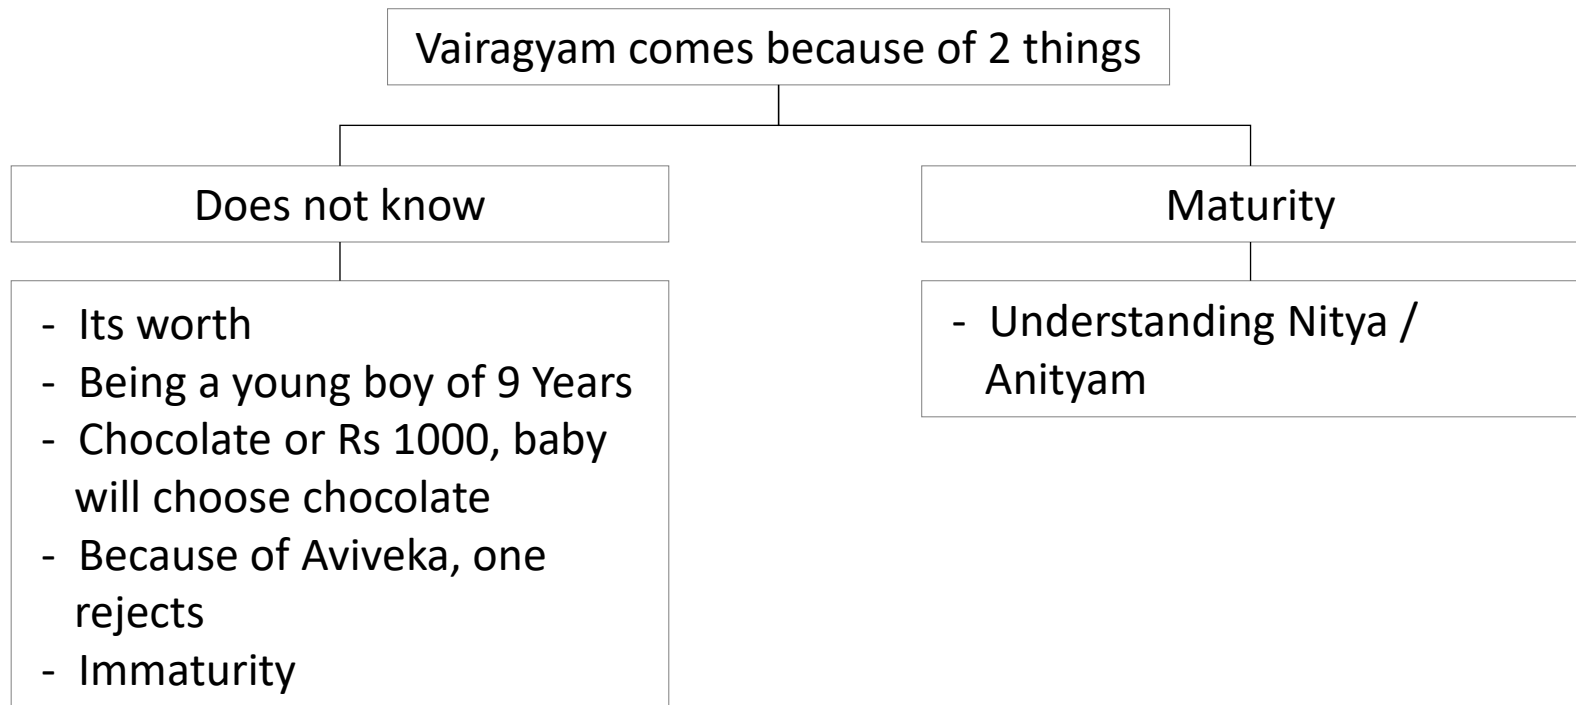 Vairagyam comes because of 2 things
Does not know
- Its worth
- Being a young boy of 9 Years
- Chocolate or Rs 1000, baby
will choose chocolate
- Because of Aviveka, one
rejects
- Immaturity
Maturity
- Understanding Nitya /
Anityam